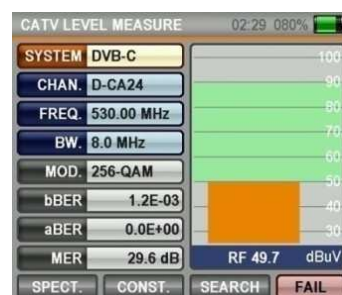 CATV LEVEL MEASURE 02:29 080%
SYSTEM DVB-C
CHAN. D-CA24
FREQ. 530.00 MHz
BW. 8.0 MHz
MOD. 256-QAM
bBER 1.2E-03
aBER 0.0E+00
MER 29.6 dB
100
90
80
70
60
50
40
30
RF 49.7 dBuV
SPECT. CONST. SEARCH FAIL